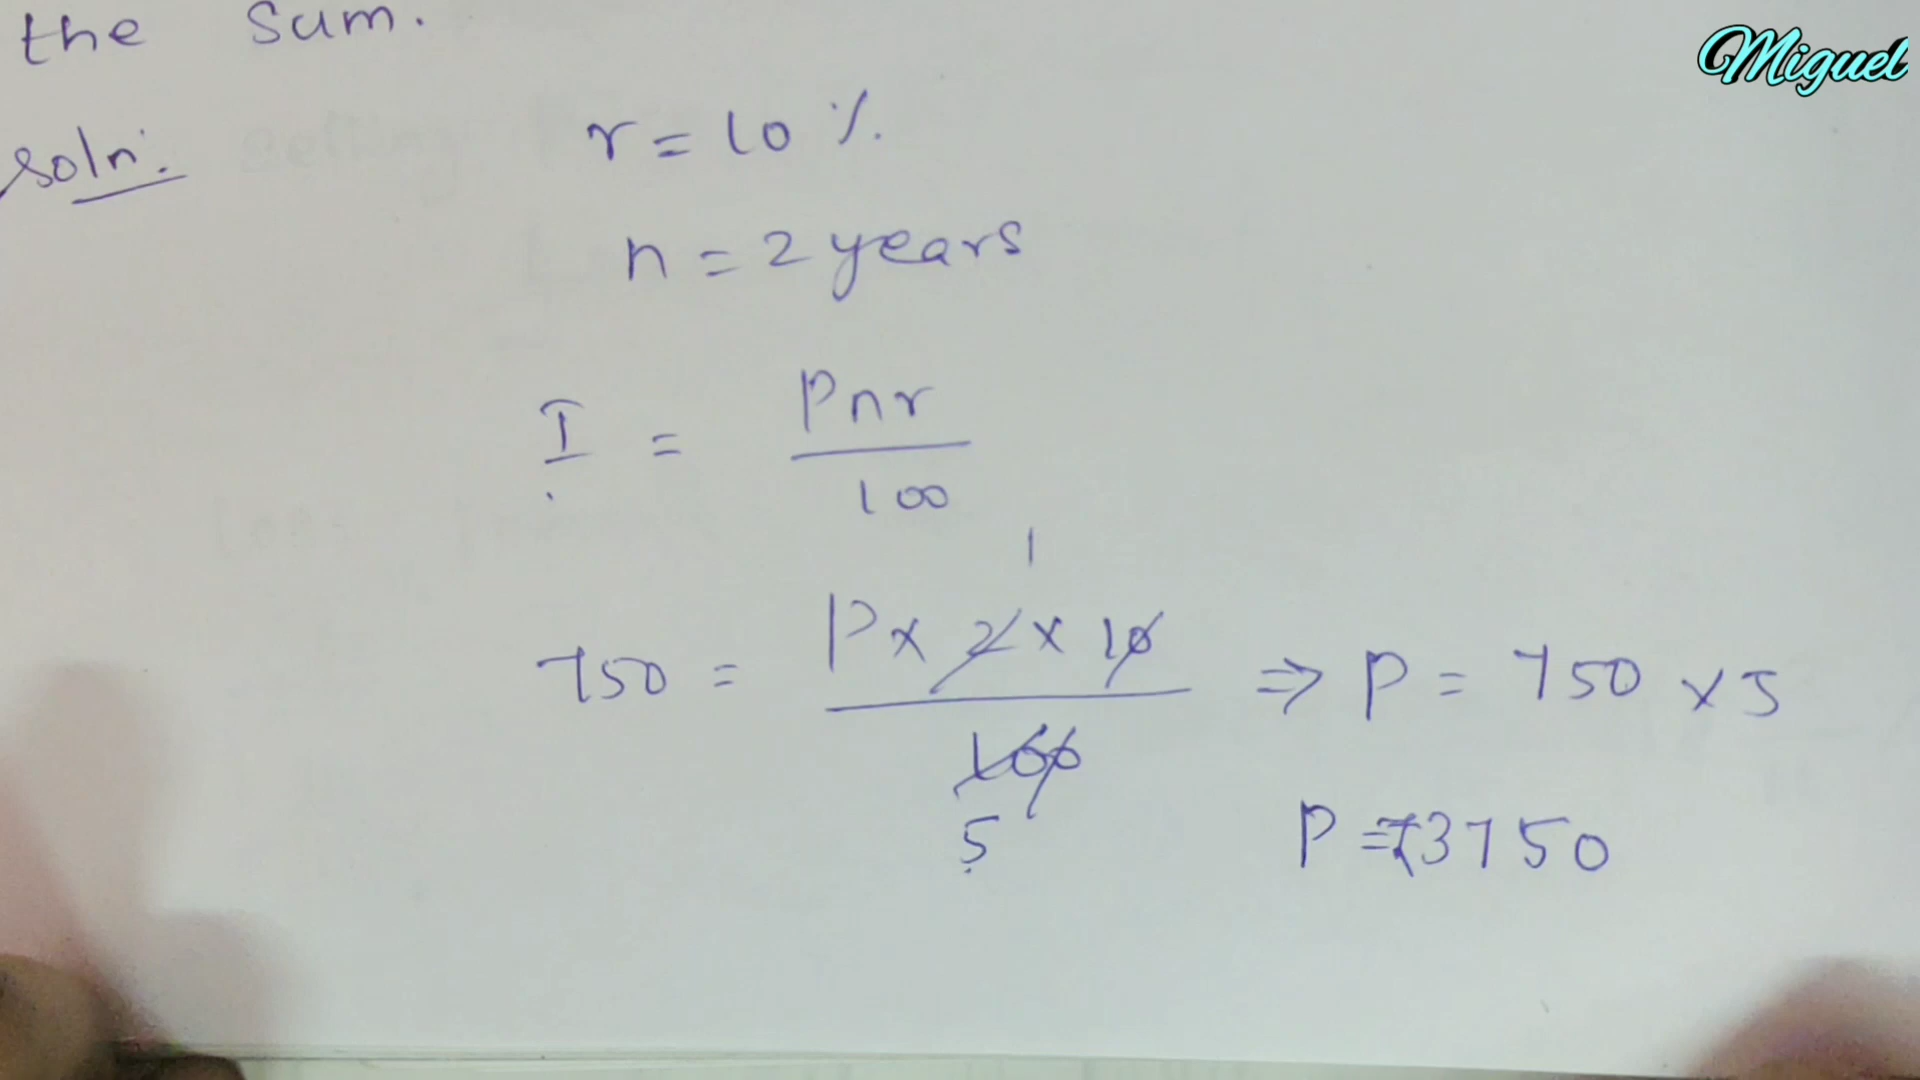 the sum.
Miguel
soln:
r = 10 %.
n = 2 years
I = Pnr
100
1
750 = P x 2 x 10 ⇒ P = 750 x 5
100
5
P = ₹3750